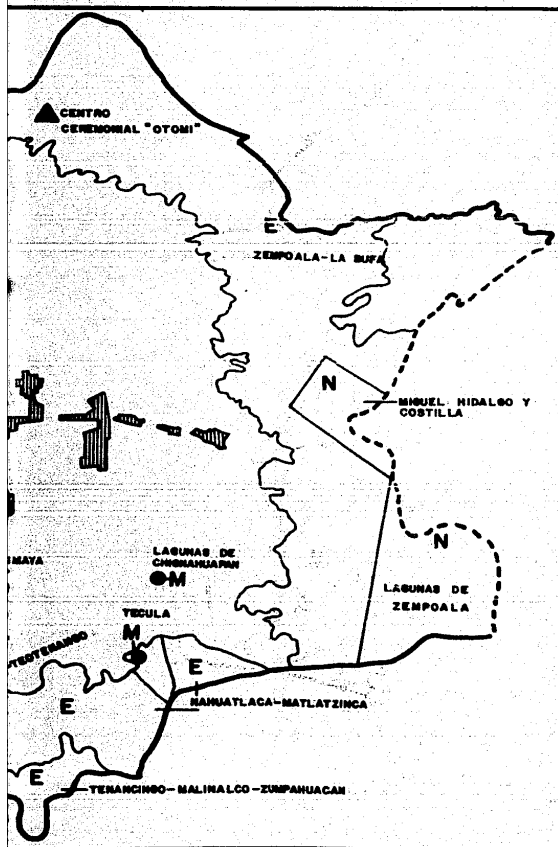 CENTRO
CEREMONIAL "OTOMI"
E
ZEMPOALA-LA BUFA
N
MIGUEL HIDALGO Y
COSTILLA
N
LAGUNAS DE
ZEMPOALA
LAGUNAS DE
CHIGNAHUAPAN
M
TECULA
M
E
NAHUATLACA-MATLATZINCA
E
E
TENANCINGO-MALINALCO-ZUMPAHUACAN